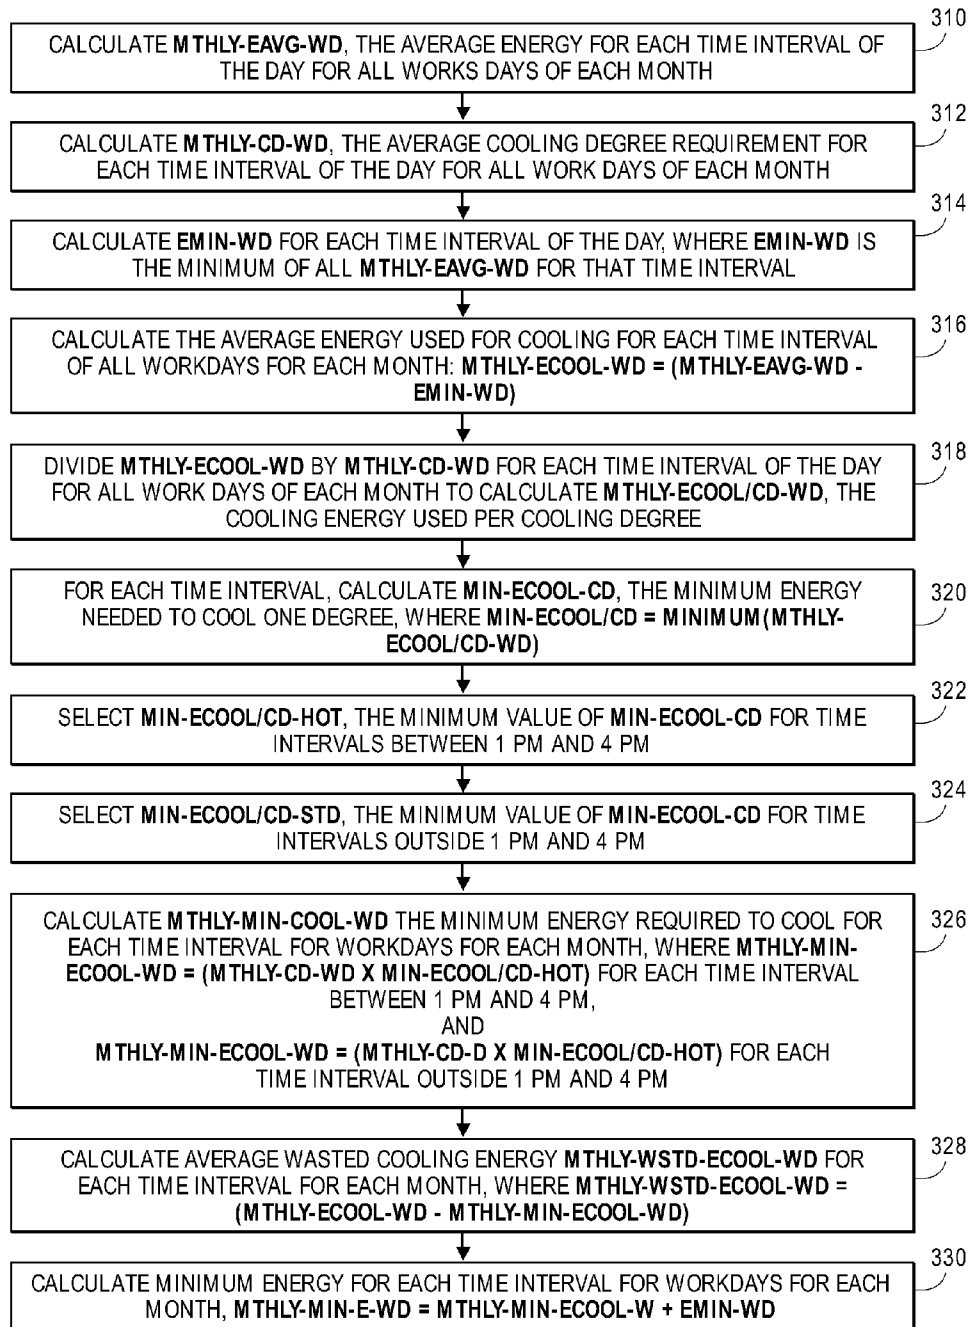 310
CALCULATE MTHLY-EAVG-WD, THE AVERAGE ENERGY FOR EACH TIME INTERVAL OF
THE DAY FOR ALL WORKS DAYS OF EACH MONTH
312
CALCULATE MTHLY-CD-WD, THE AVERAGE COOLING DEGREE REQUIREMENT FOR
EACH TIME INTERVAL OF THE DAY FOR ALL WORK DAYS OF EACH MONTH
314
CALCULATE EMIN-WD FOR EACH TIME INTERVAL OF THE DAY, WHERE EMIN-WD IS
THE MINIMUM OF ALL MTHLY-EAVG-WD FOR THAT TIME INTERVAL
316
CALCULATE THE AVERAGE ENERGY USED FOR COOLING FOR EACH TIME INTERVAL
OF ALL WORKDAYS FOR EACH MONTH: MTHLY-ECOOL-WD = (MTHLY-EAVG-WD -
EMIN-WD)
318
DIVIDE MTHLY-ECOOL-WD BY MTHLY-CD-WD FOR EACH TIME INTERVAL OF THE DAY
FOR ALL WORK DAYS OF EACH MONTH TO CALCULATE MTHLY-ECOOL/CD-WD, THE
COOLING ENERGY USED PER COOLING DEGREE
320
FOR EACH TIME INTERVAL, CALCULATE MIN-ECOOL-CD, THE MINIMUM ENERGY
NEEDED TO COOL ONE DEGREE, WHERE MIN-ECOOL/CD = MINIMUM(MTHLY-
ECOOL/CD-WD)
322
SELECT MIN-ECOOL/CD-HOT, THE MINIMUM VALUE OF MIN-ECOOL-CD FOR TIME
INTERVALS BETWEEN 1 PM AND 4 PM
324
SELECT MIN-ECOOL/CD-STD, THE MINIMUM VALUE OF MIN-ECOOL-CD FOR TIME
INTERVALS OUTSIDE 1 PM AND 4 PM
326
CALCULATE MTHLY-MIN-COOL-WD THE MINIMUM ENERGY REQUIRED TO COOL FOR
EACH TIME INTERVAL FOR WORKDAYS FOR EACH MONTH, WHERE MTHLY-MIN-
ECOOL-WD = (MTHLY-CD-WD X MIN-ECOOL/CD-HOT) FOR EACH TIME INTERVAL
BETWEEN 1 PM AND 4 PM,
AND
MTHLY-MIN-ECOOL-WD = (MTHLY-CD-D X MIN-ECOOL/CD-HOT) FOR EACH
TIME INTERVAL OUTSIDE 1 PM AND 4 PM
328
CALCULATE AVERAGE WASTED COOLING ENERGY MTHLY-WSTD-ECOOL-WD FOR
EACH TIME INTERVAL FOR EACH MONTH, WHERE MTHLY-WSTD-ECOOL-WD =
(MTHLY-ECOOL-WD - MTHLY-MIN-ECOOL-WD)
330
CALCULATE MINIMUM ENERGY FOR EACH TIME INTERVAL FOR WORKDAYS FOR EACH
MONTH, MTHLY-MIN-E-WD = MTHLY-MIN-ECOOL-W + EMIN-WD